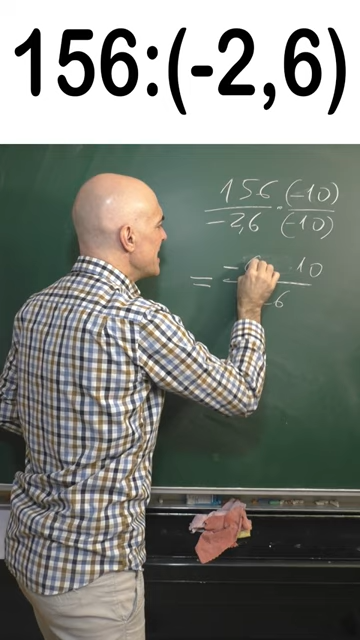 156:(-2,6)
156 · (-10)
-2,6 (-10)
= - · 10
6